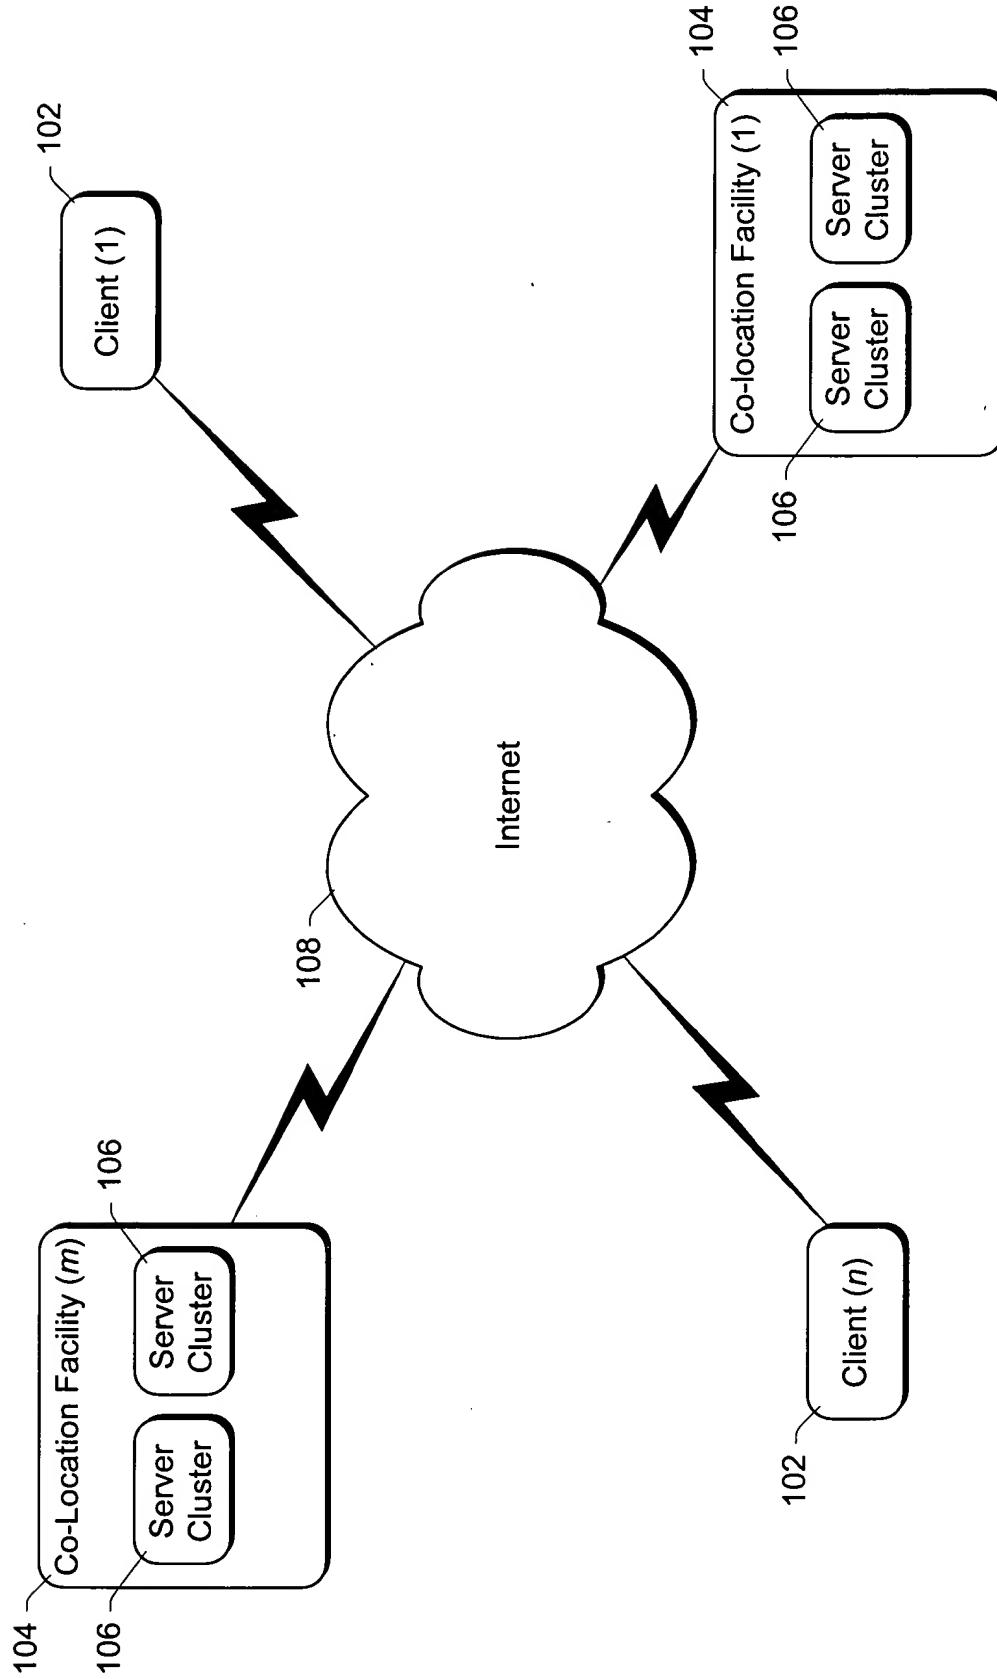 104
Co-Location Facility (m)
106
Server
Cluster
106
Server
Cluster
102
Client (1)
108
Internet
102
Client (n)
104
Co-location Facility (1)
106
Server
Cluster
106
Server
Cluster